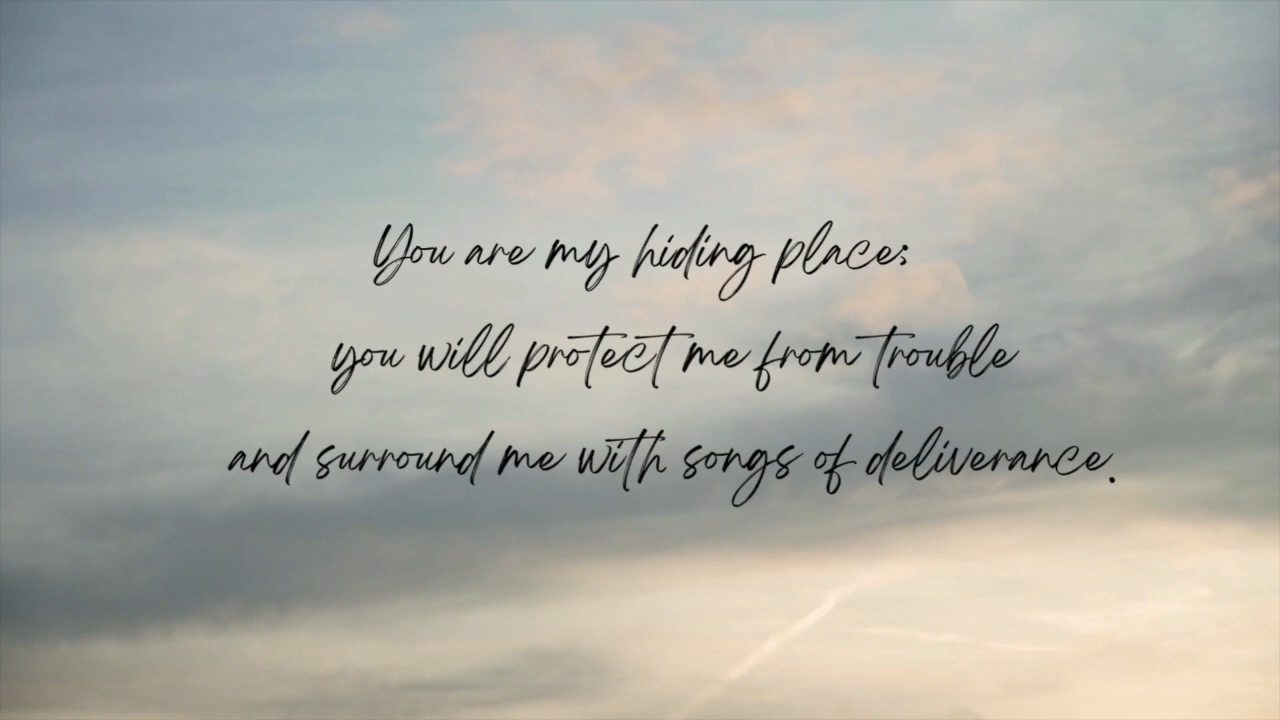 You are my hiding place;
you will protect me from trouble
and surround me with songs of deliverance.